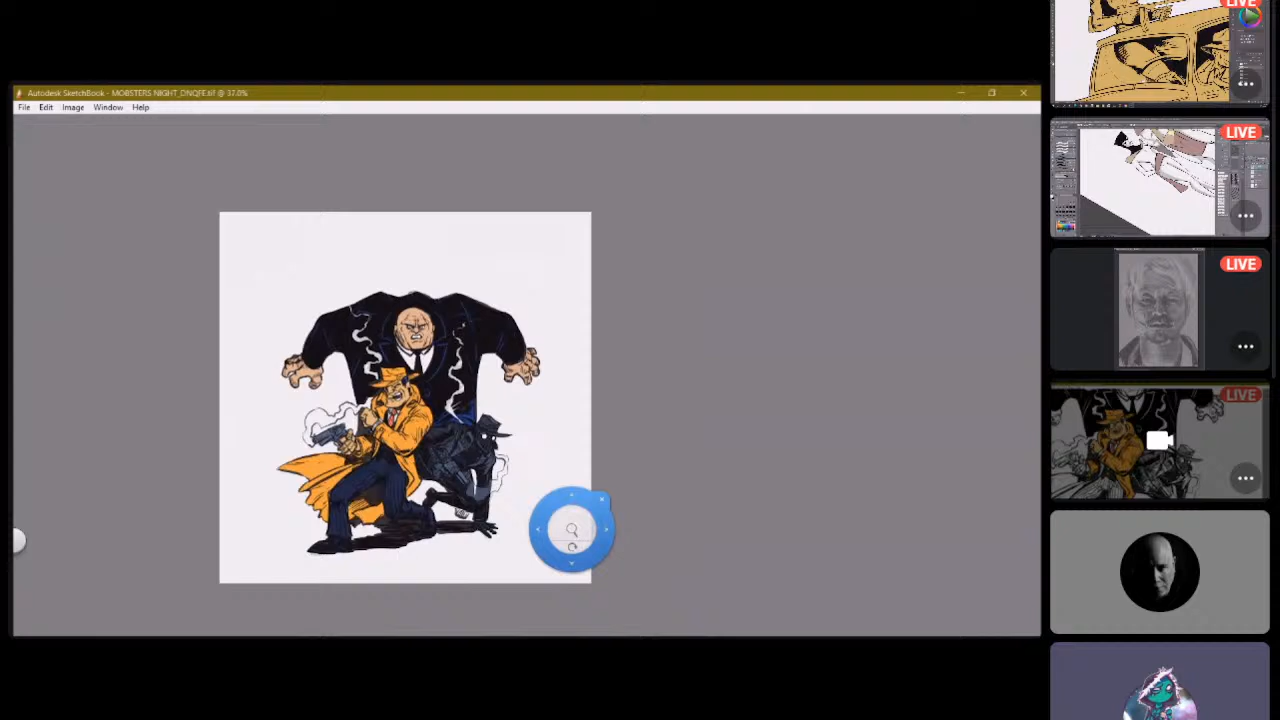 LIVE
Autodesk SketchBook - MOBSTERS NIGHT_DNQFE.tif @ 37.0%
File Edit Image Window Help
LIVE
LIVE
LIVE